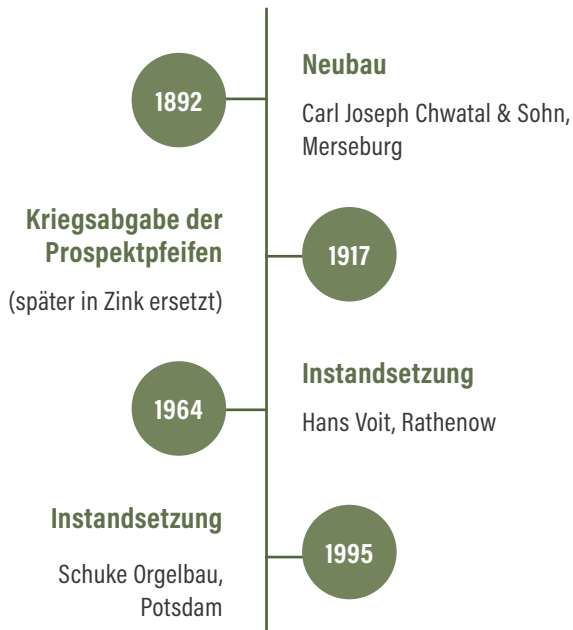 1892
Neubau
Carl Joseph Chwatal & Sohn,
Merseburg
Kriegsabgabe der
Prospektpfeifen
(später in Zink ersetzt)
1917
1964
Instandsetzung
Hans Voit, Rathenow
Instandsetzung
Schuke Orgelbau,
Potsdam
1995